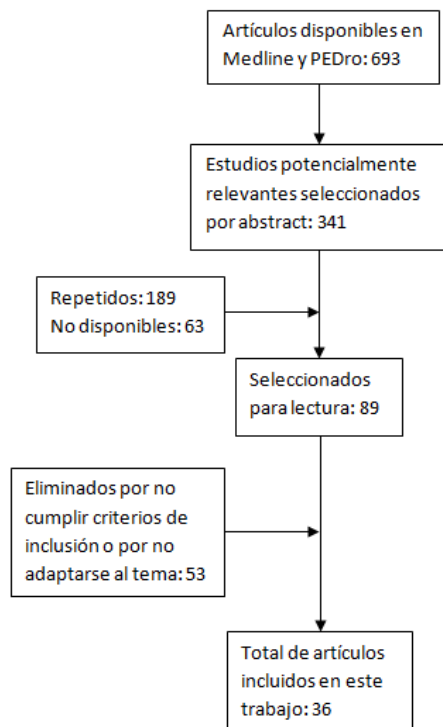 Artículos disponibles en
Medline y PEDro: 693
Estudios potencialmente
relevantes seleccionados
por abstract: 341
Repetidos: 189
No disponibles: 63
Seleccionados
para lectura: 89
Eliminados por no
cumplir criterios de
inclusión o por no
adaptarse al tema: 53
Total de artículos
incluidos en este
trabajo: 36